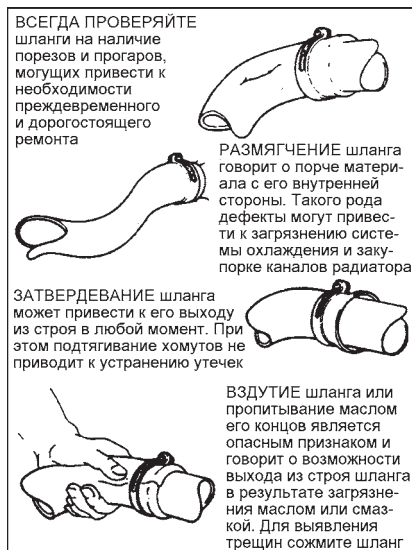 ВСЕГДА ПРОВЕРЯЙТЕ
шланги на наличие
порезов и прогаров,
могущих привести к
необходимости
преждевременного
и дорогостоящего
ремонта
РАЗМЯГЧЕНИЕ шланга
говорит о порче матери-
ала с его внутренней
стороны. Такого рода
дефекты могут привес-
ти к загрязнению систе-
мы охлаждения и заку-
порке каналов радиатора
ЗАТВЕРДЕВАНИЕ шланга
может привести к его выходу
из строя в любой момент. При
этом подтягивание хомутов не
приводит к устранению утечек
ВЗДУТИЕ шланга или
пропитывание маслом
его концов является
опасным признаком и
говорит о возможности
выхода из строя шланга
в результате загрязне-
ния маслом или смаз-
кой. Для выявления
трещин сожмите шланг